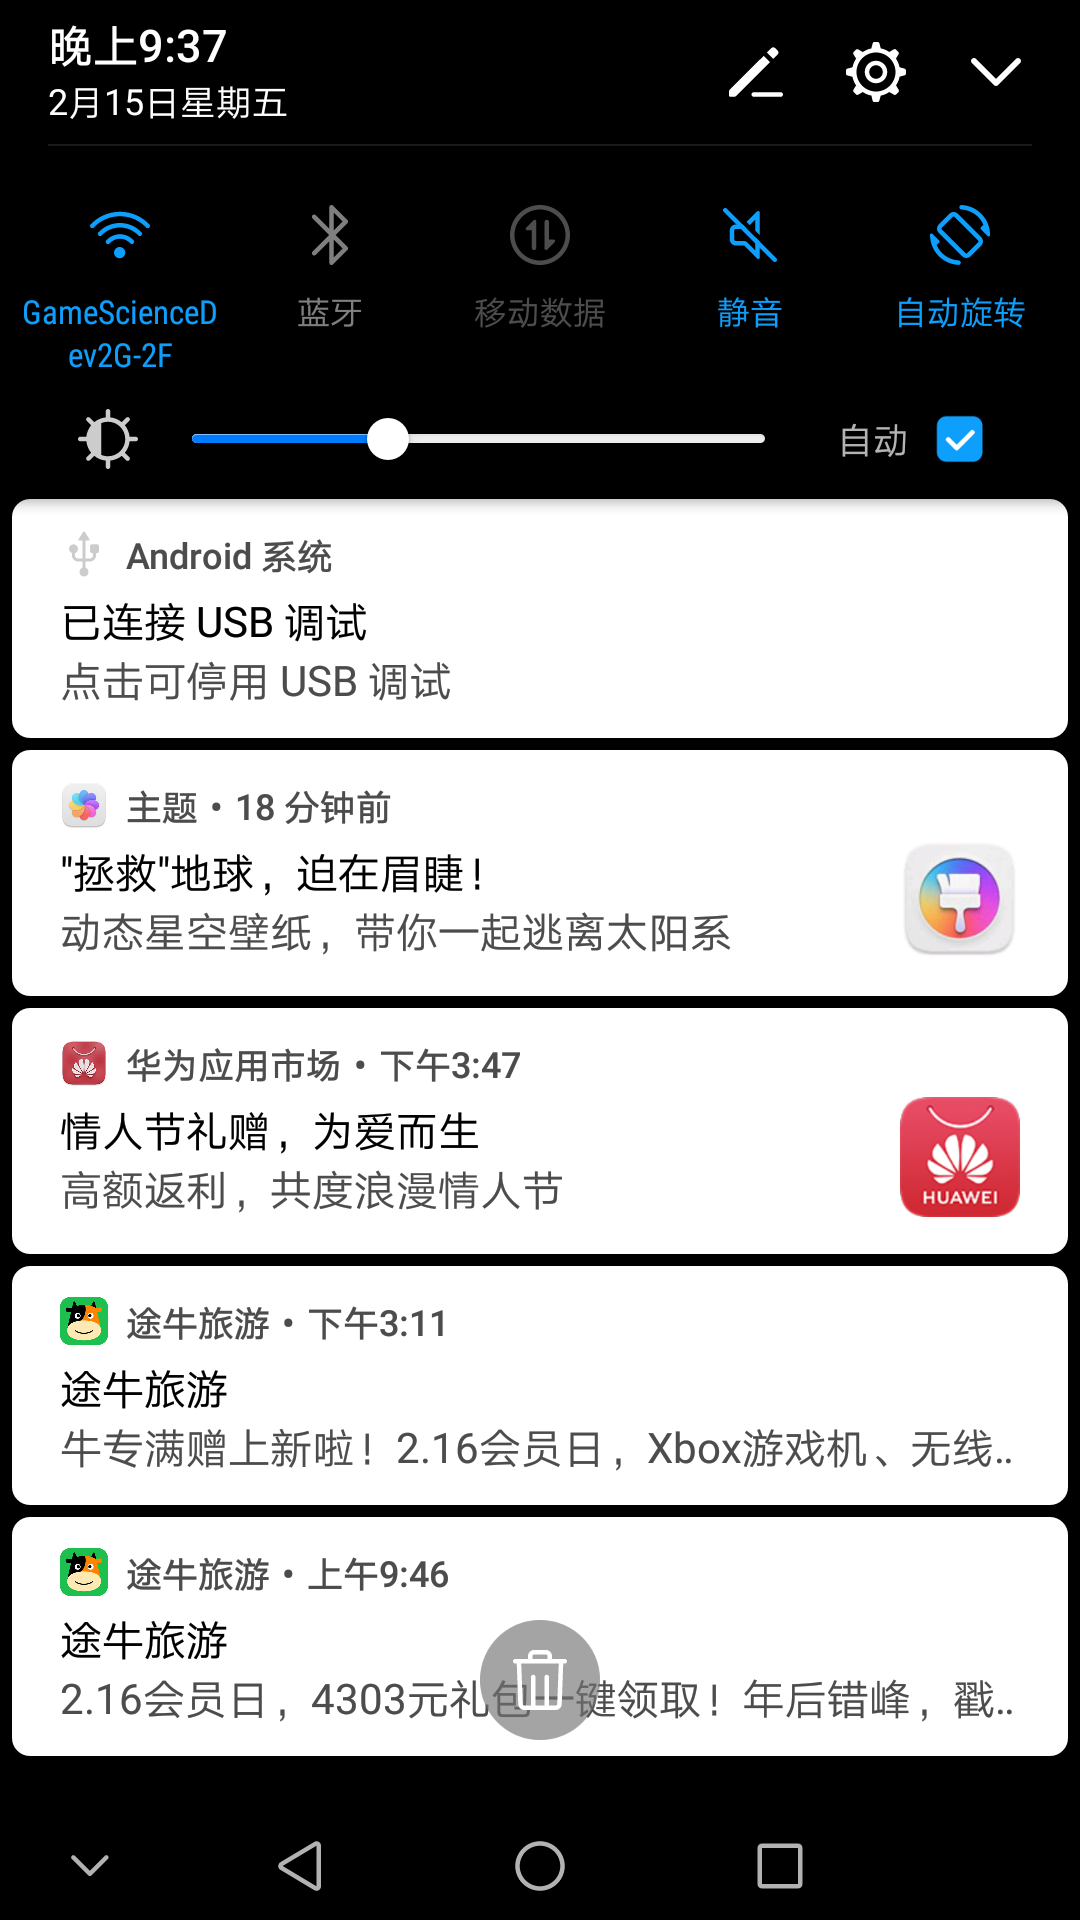 晚上9:37
2月15日星期五
GameScienceD
ev2G-2F
蓝牙
移动数据
静音
自动旋转
自动
Android 系统
已连接 USB 调试
点击可停用 USB 调试
主题 • 18 分钟前
"拯救"地球，迫在眉睫！
动态星空壁纸，带你一起逃离太阳系
华为应用市场 • 下午3:47
情人节礼赠，为爱而生
高额返利，共度浪漫情人节
HUAWEI
途牛旅游 • 下午3:11
途牛旅游
牛专满赠上新啦！2.16会员日，Xbox游戏机、无线..
途牛旅游 • 上午9:46
途牛旅游
2.16会员日，4303元礼包一键领取！年后错峰，戳..